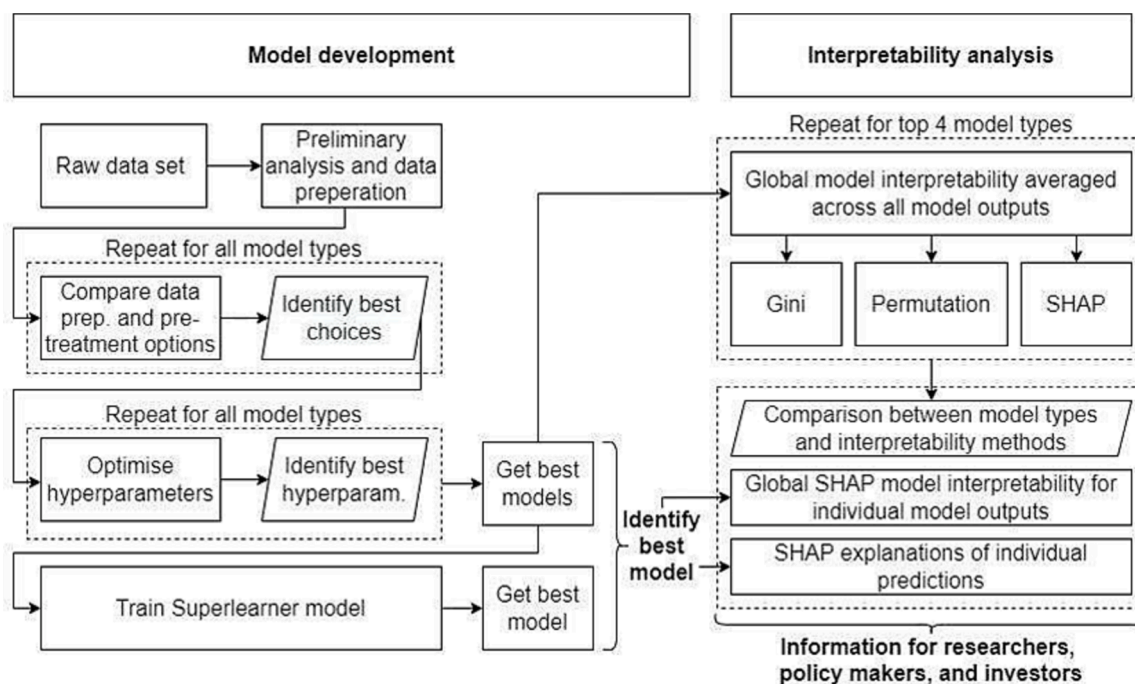 Model development
Raw data set
Preliminary
analysis and data
preperation
Repeat for all model types
Compare data
prep. and pre-
treatment options
Identify best
choices
Repeat for all model types
Optimise
hyperparameters
Identify best
hyperparam.
Get best
models
Train Superlearner model
Get best
model
Identify
best
model
Interpretability analysis
Repeat for top 4 model types
Global model interpretability averaged
across all model outputs
Gini
Permutation
SHAP
Comparison between model types
and interpretability methods
Global SHAP model interpretability for
individual model outputs
SHAP explanations of individual
predictions
Information for researchers,
policy makers, and investors